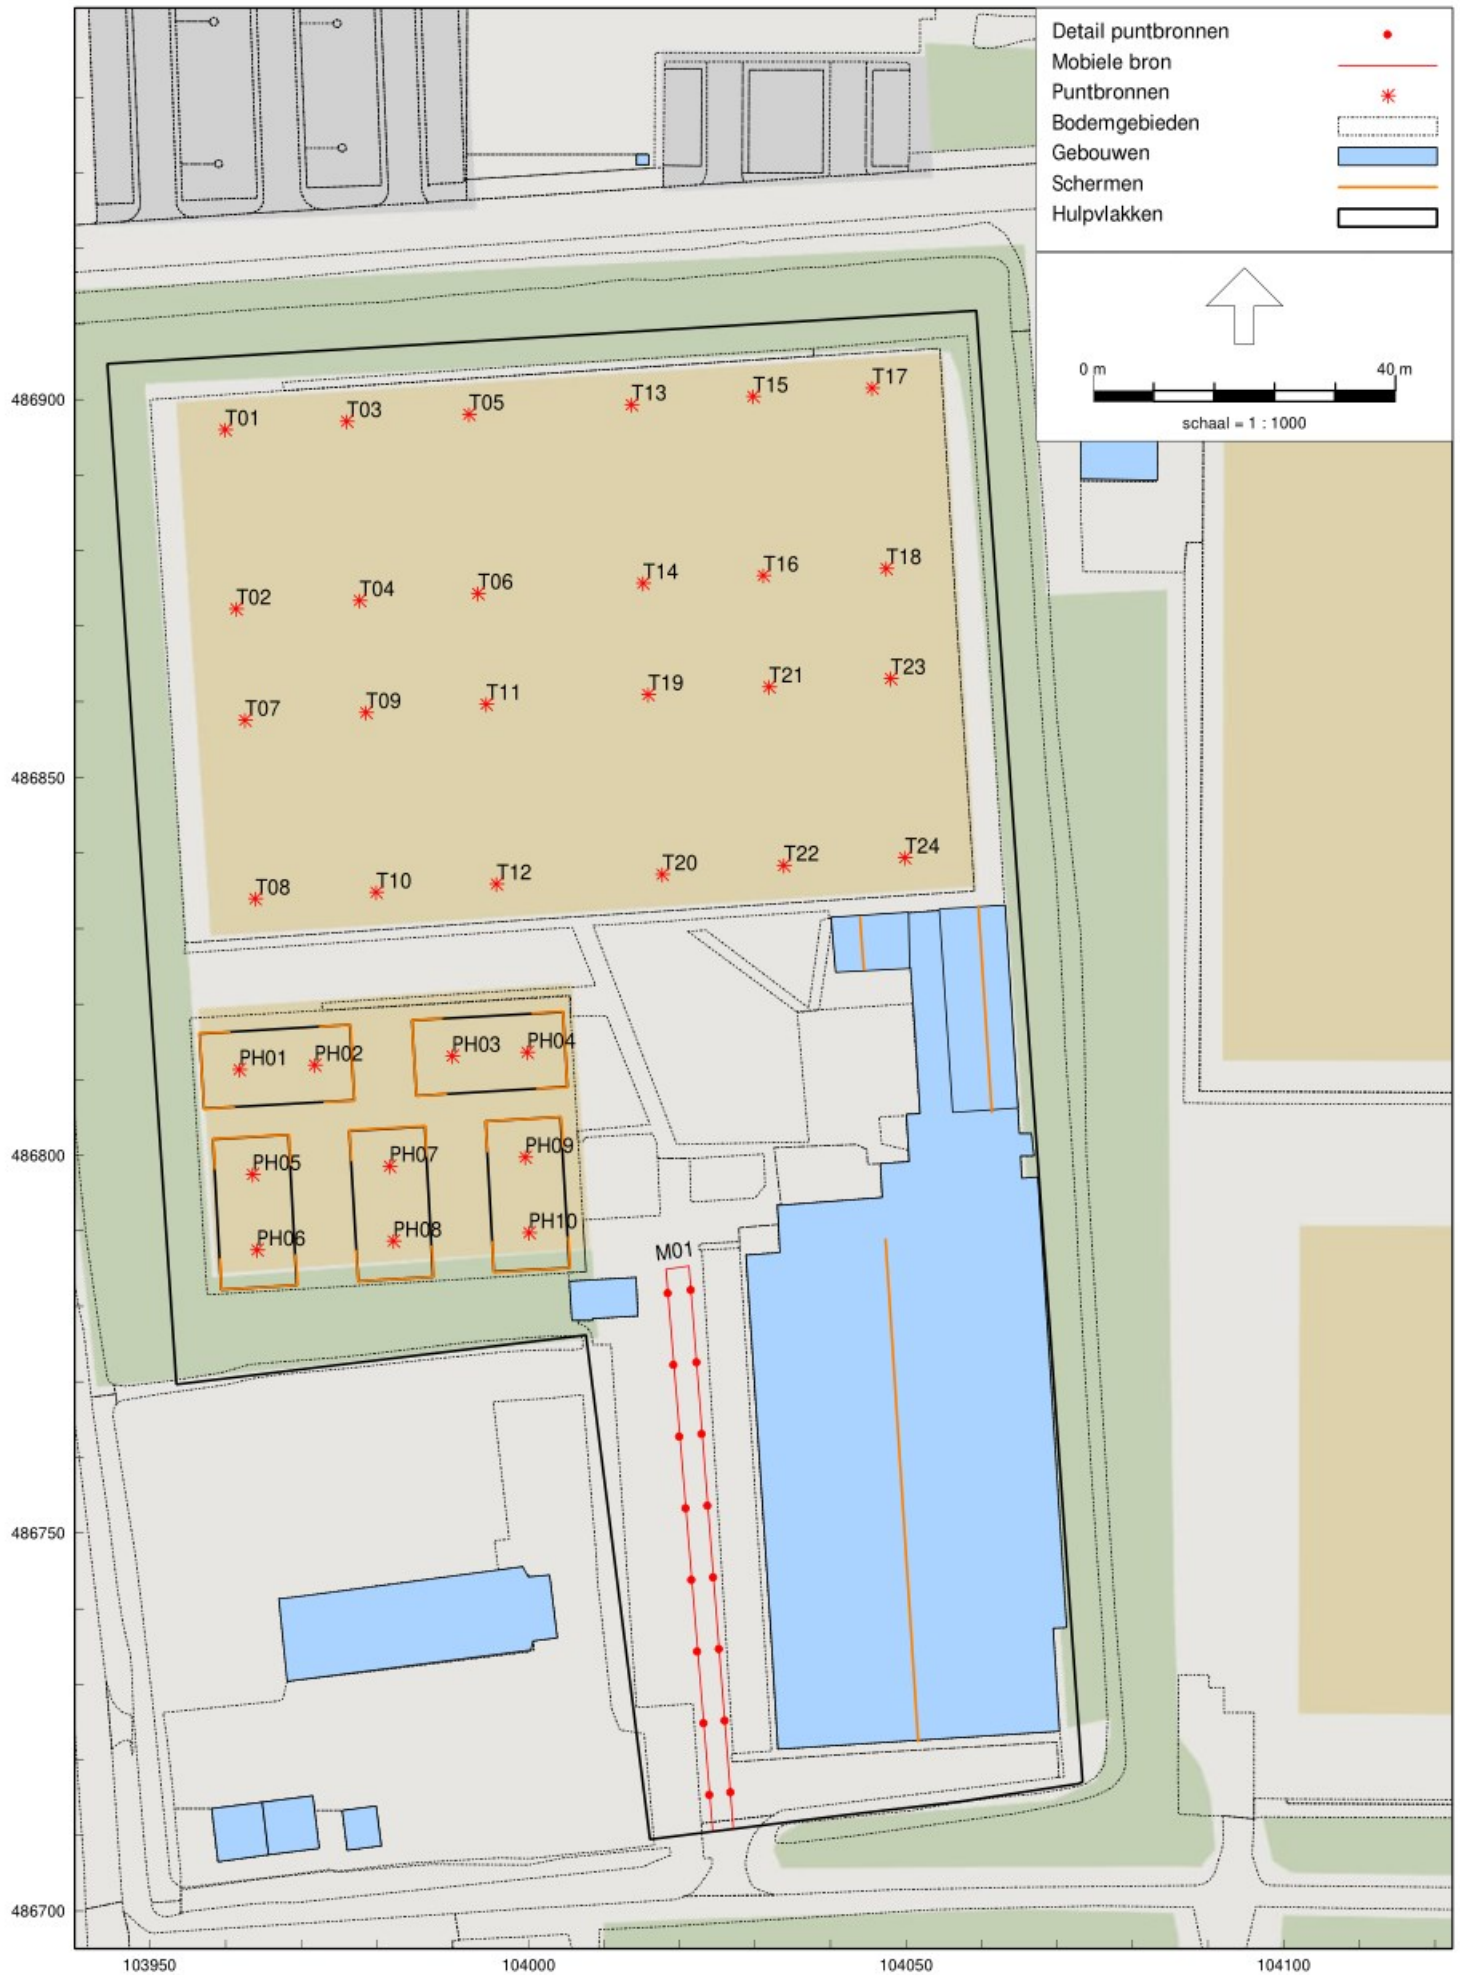 Detail puntbronnen
Mobiele bron
Puntbronnen
Bodemgebieden
Gebouwen
Schermen
Hulpvlakken
0 m 40 m
schaal = 1 : 1000
486900
T01 T03 T05 T13 T15 T17
T02 T04 T06 T14 T16 T18
T07 T09 T11 T19 T21 T23
486850
T08 T10 T12 T20 T22 T24
PH01 PH02 PH03 PH04
486800
PH05 PH07 PH09
PH06 PH08 PH10
M01
486750
486700
103950 104000 104050 104100